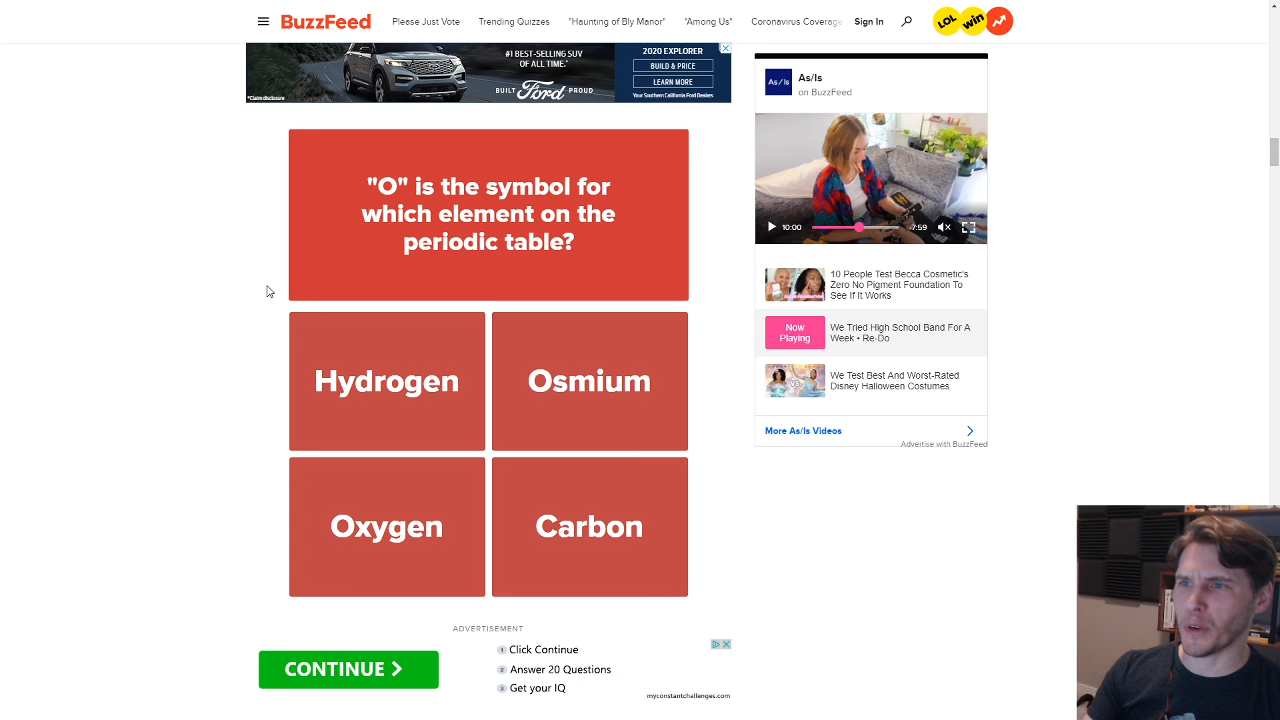 BuzzFeed
Please Just Vote
Trending Quizzes
"Haunting of Bly Manor"
"Among Us"
Coronavirus Coverage
Sign In
LOL
win
#1 BEST-SELLING SUV
OF ALL TIME.*
BUILT Ford PROUD
*Claim disclosure
2020 EXPLORER
BUILD & PRICE
LEARN MORE
Your Southern California Ford Dealers
"O" is the symbol for
which element on the
periodic table?
Hydrogen
Osmium
Oxygen
Carbon
ADVERTISEMENT
CONTINUE
1 Click Continue
2 Answer 20 Questions
3 Get your IQ
myconstantchallenges.com
As/Is
As/Is
on BuzzFeed
10:00
-7:59
10 People Test Becca Cosmetic's
Zero No Pigment Foundation To
See If It Works
Now
Playing
We Tried High School Band For A
Week • Re-Do
VS.
We Test Best And Worst-Rated
Disney Halloween Costumes
More As/Is Videos
Advertise with BuzzFeed